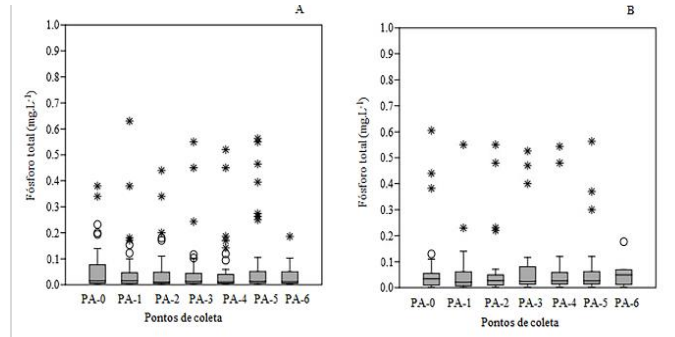 A
Fósforo total (mg.L⁻¹)
1.0
0.9
0.8
0.7
0.6
0.5
0.4
0.3
0.2
0.1
0.0
PA-0 PA-1 PA-2 PA-3 PA-4 PA-5 PA-6
Pontos de coleta
B
Fósforo total (mg.L⁻¹)
1.0
0.9
0.8
0.7
0.6
0.5
0.4
0.3
0.2
0.1
0.0
PA-0 PA-1 PA-2 PA-3 PA-4 PA-5 PA-6
Pontos de coleta